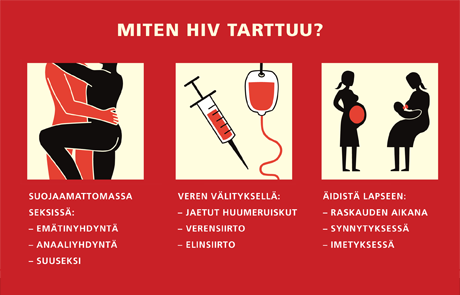 MITEN HIV TARTTUU?
SUOJAAMATTOMASSA
SEKSISSÄ:
– EMÄTINYHDYNTÄ
– ANAALIYHDYNTÄ
– SUUSEKSI
VEREN VÄLITYKSELLÄ:
– JAETUT HUUMERUISKUT
– VERENSIIRTO
– ELINSIIRTO
ÄIDISTÄ LAPSEEN:
– RASKAUDEN AIKANA
– SYNNYTYKSESSÄ
– IMETYKSESSÄ